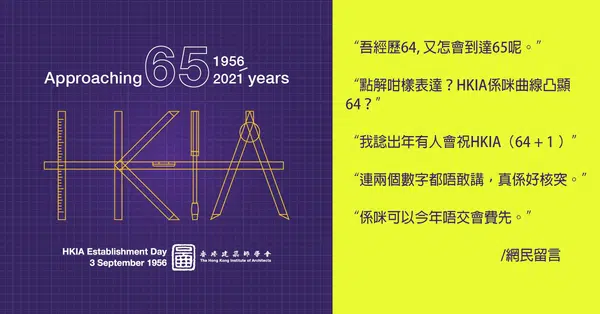 Approaching 65 years
1956
2021
HKIA
HKIA Establishment Day
3 September 1956
香港建築師學會
The Hong Kong Institute of Architects
“吾經歷64, 又怎會到達65呢。”
“點解咁樣表達？HKIA係咪曲線凸顯
64？”
“我諗出年有人會祝HKIA（64 + 1 ）”
“連兩個數字都唔敢講，真係好核突。”
“係咪可以今年唔交會費先。”
/網民留言